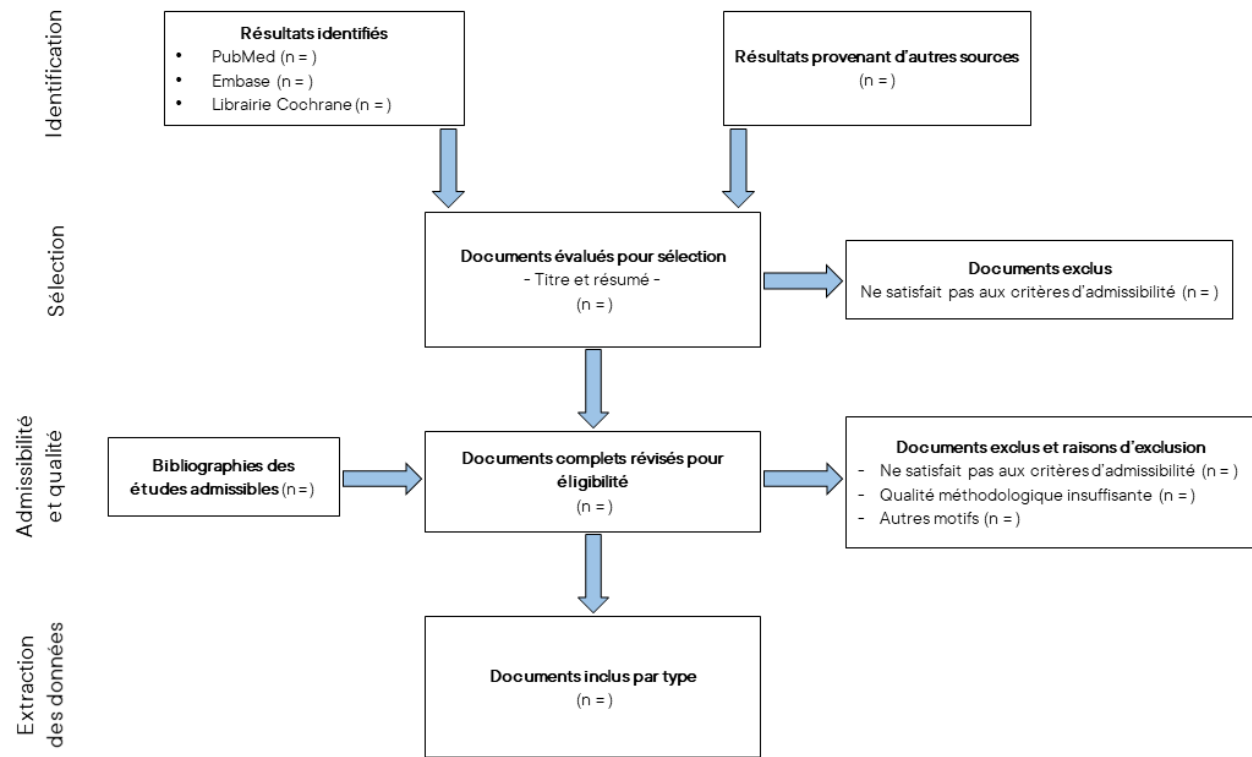 Identification
Résultats identifiés
• PubMed (n = )
• Embase (n = )
• Librairie Cochrane (n = )
Résultats provenant d'autres sources
(n = )
Sélection
Documents évalués pour sélection
- Titre et résumé -
(n = )
Documents exclus
Ne satisfait pas aux critères d'admissibilité (n = )
Admissibilité
et qualité
Bibliographies des
études admissibles (n = )
Documents complets révisés pour
éligibilité
(n = )
Documents exclus et raisons d'exclusion
- Ne satisfait pas aux critères d'admissibilité (n = )
- Qualité méthodologique insuffisante (n = )
- Autres motifs (n = )
Extraction
des données
Documents inclus par type
(n = )